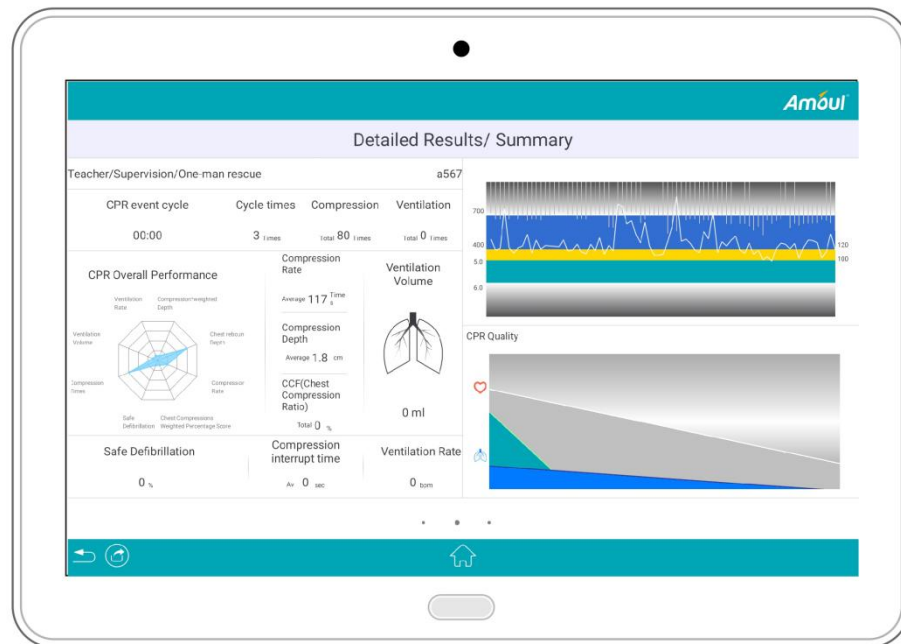 Amoul
Detailed Results/ Summary
Teacher/Supervision/One-man rescue a567
CPR event cycle Cycle times Compression Ventilation
00:00 3 Times Total 80 Times Total 0 Times
CPR Overall Performance
Ventilation Rate
Compression-weighted Depth
Ventilation Volume
Chest rebound Depth
Compression Times
Compression Rate
Safe Defibrillation
Chest Compressions Weighted Percentage Score
Compression Rate
Average 117 Times
Compression Depth
Average 1.8 cm
CCF(Chest Compression Ratio)
Total 0 %
Ventilation Volume
0 ml
Safe Defibrillation
0 %
Compression interrupt time
Av 0 sec
Ventilation Rate
0 bpm
700
400
5.0
6.0
120
100
CPR Quality